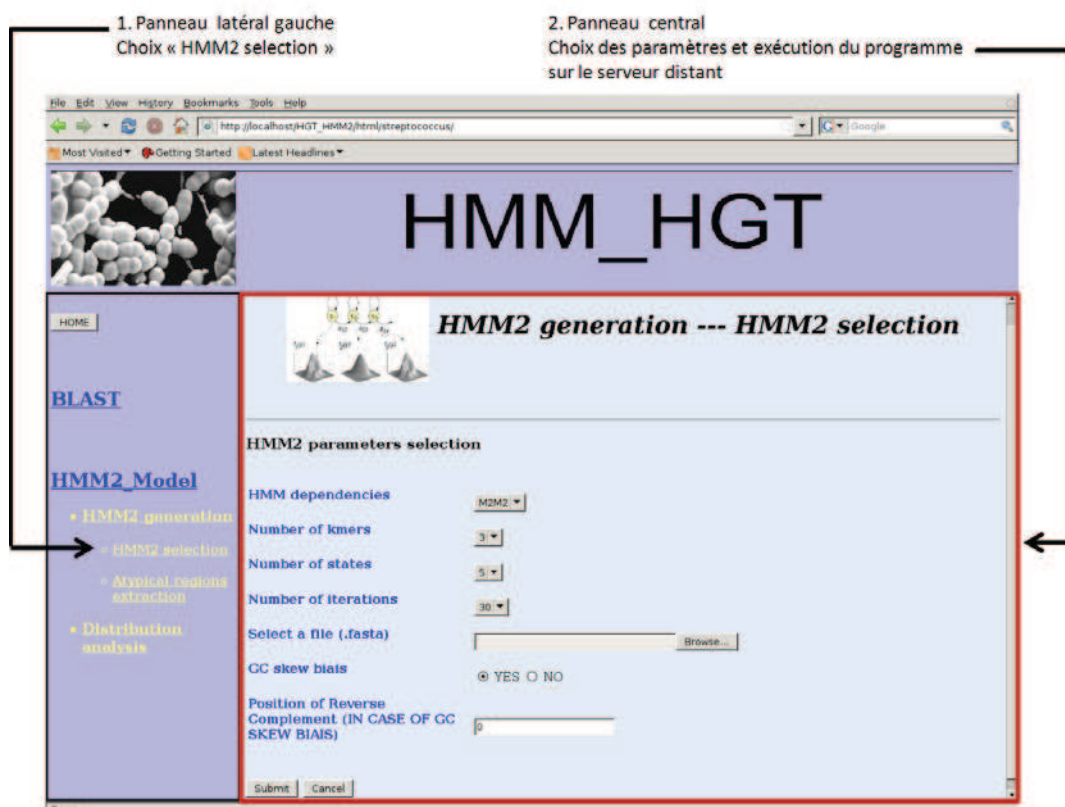 1. Panneau latéral gauche
Choix « HMM2 selection »
2. Panneau central
Choix des paramètres et exécution du programme
sur le serveur distant
File Edit View History Bookmarks Tools Help
http://localhost/HGT_HMM2/html/streptococcus/
Google
Most Visited Getting Started Latest Headlines
HMM_HGT
HOME
BLAST
HMM2_Model
HMM2 generation
HMM2 selection
Atypical regions
extraction
Distribution
analysis
HMM2 generation --- HMM2 selection
HMM2 parameters selection
HMM dependencies M2M2
Number of kmers 3
Number of states 5
Number of iterations 30
Select a file (.fasta) Browse...
GC skew biais YES NO
Position of Reverse
Complement (IN CASE OF GC
SKEW BIAIS) 0
Submit Cancel